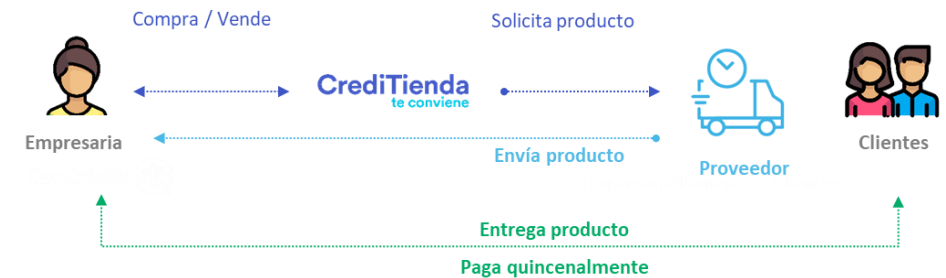 Compra / Vende
Solicita producto
CrediTienda
te conviene
Empresaria
Envía producto
Proveedor
Clientes
Entrega producto
Paga quincenalmente